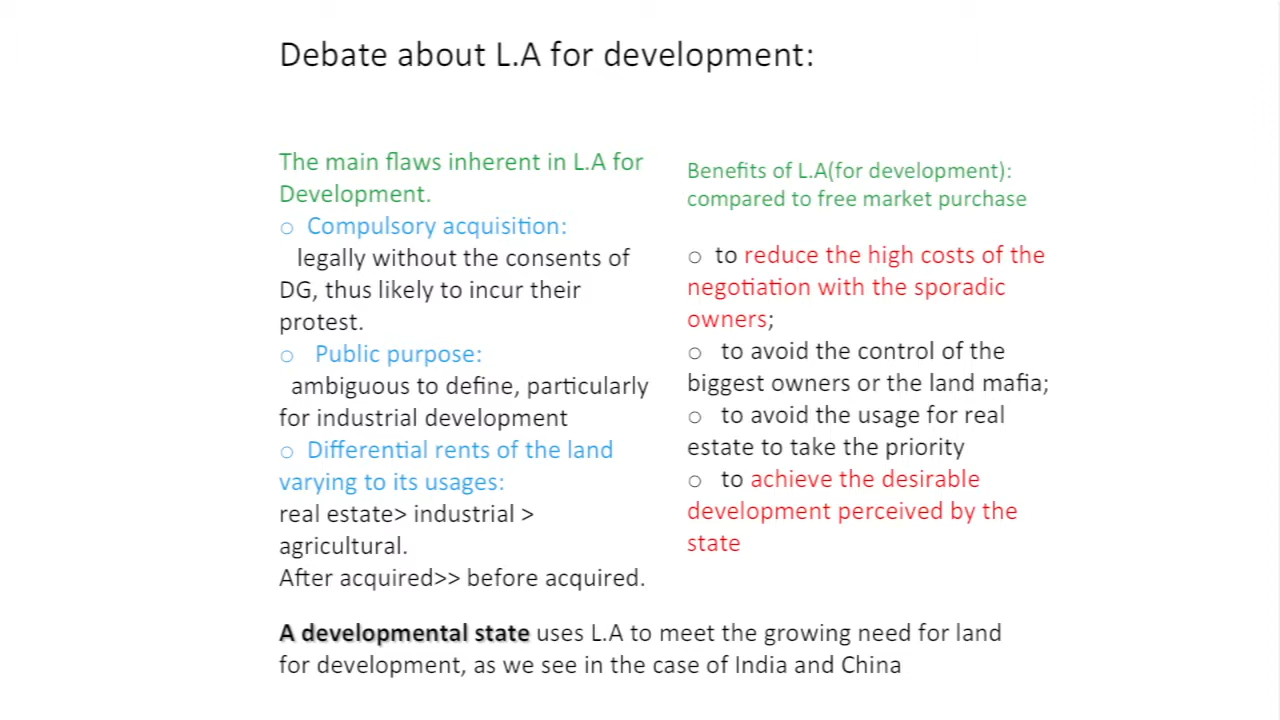 Debate about L.A for development:
The main flaws inherent in L.A for
Development.
○ Compulsory acquisition:
legally without the consents of
DG, thus likely to incur their
protest.
○ Public purpose:
ambiguous to define, particularly
for industrial development
○ Differential rents of the land
varying to its usages:
real estate> industrial >
agricultural.
After acquired>> before acquired.
Benefits of L.A(for development):
compared to free market purchase
○ to reduce the high costs of the
negotiation with the sporadic
owners;
○ to avoid the control of the
biggest owners or the land mafia;
○ to avoid the usage for real
estate to take the priority
○ to achieve the desirable
development perceived by the
state
A developmental state uses L.A to meet the growing need for land
for development, as we see in the case of India and China